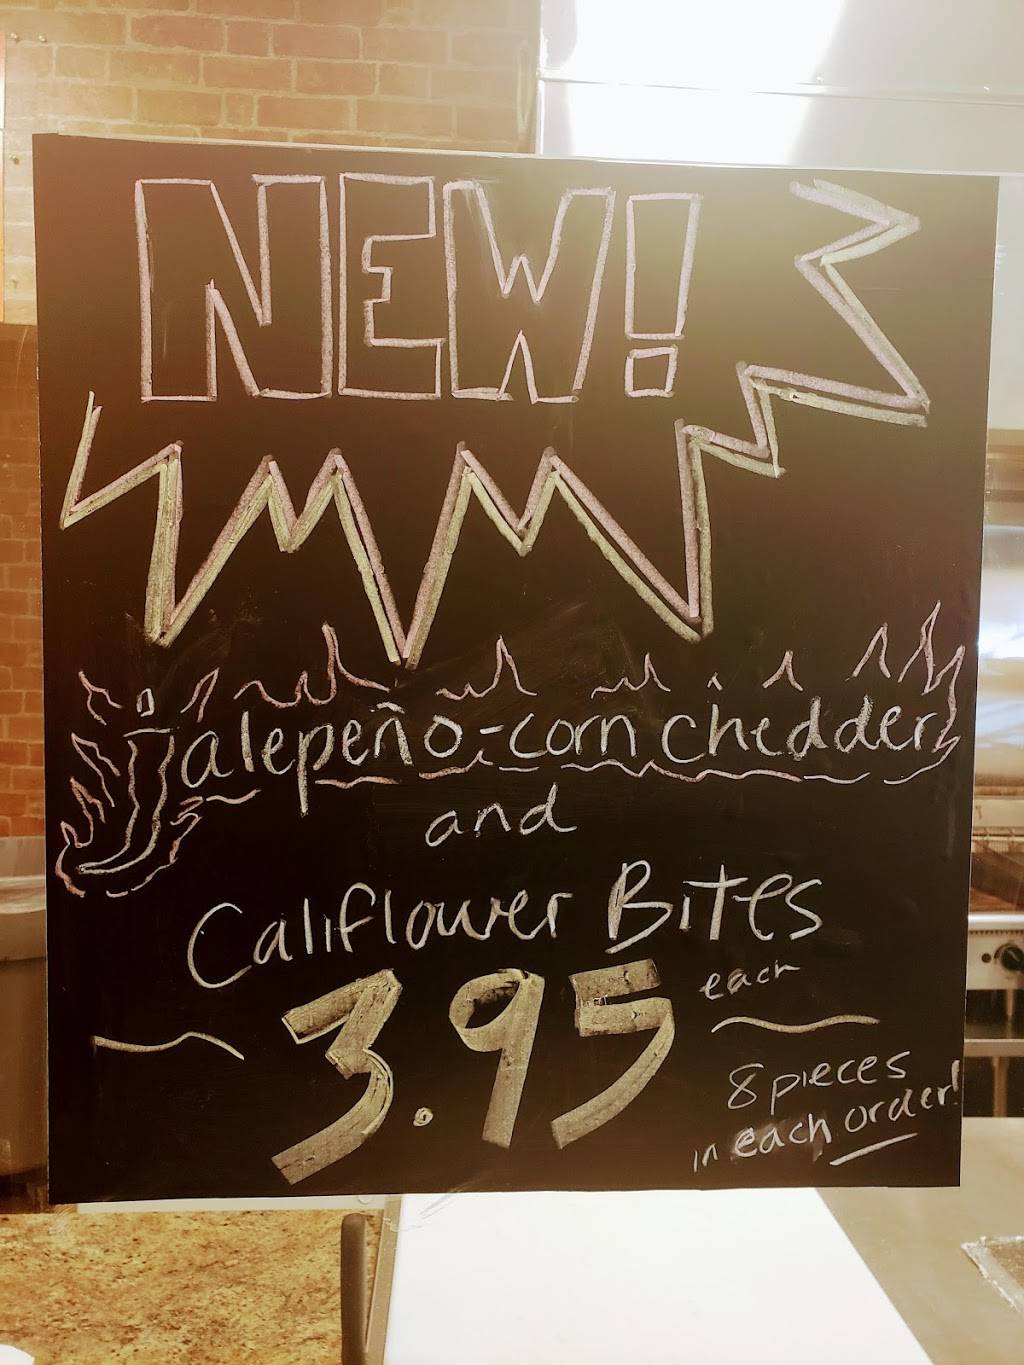 NEW!
jalepeño-corn chedder
and
Califlower Bites
3.95 each
8 pieces
in each order!